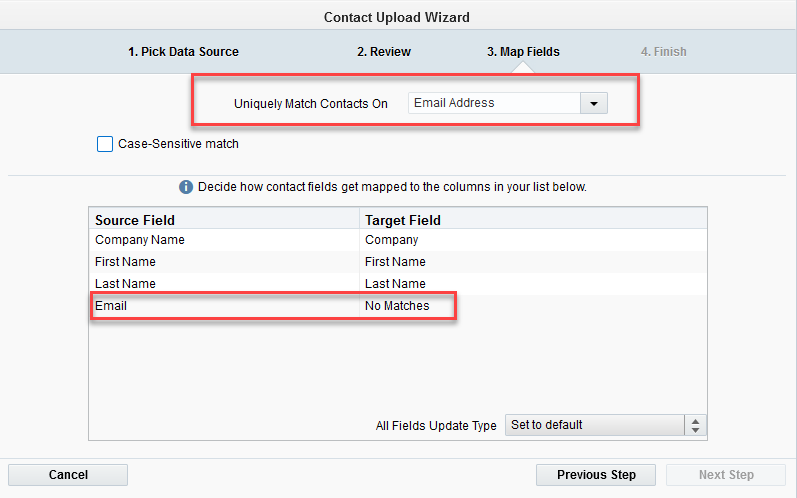 Contact Upload Wizard
1. Pick Data Source 2. Review 3. Map Fields 4. Finish
Uniquely Match Contacts On Email Address
Case-Sensitive match
Decide how contact fields get mapped to the columns in your list below.
Source Field Target Field
Company Name Company
First Name First Name
Last Name Last Name
Email No Matches
All Fields Update Type Set to default
Cancel Previous Step Next Step